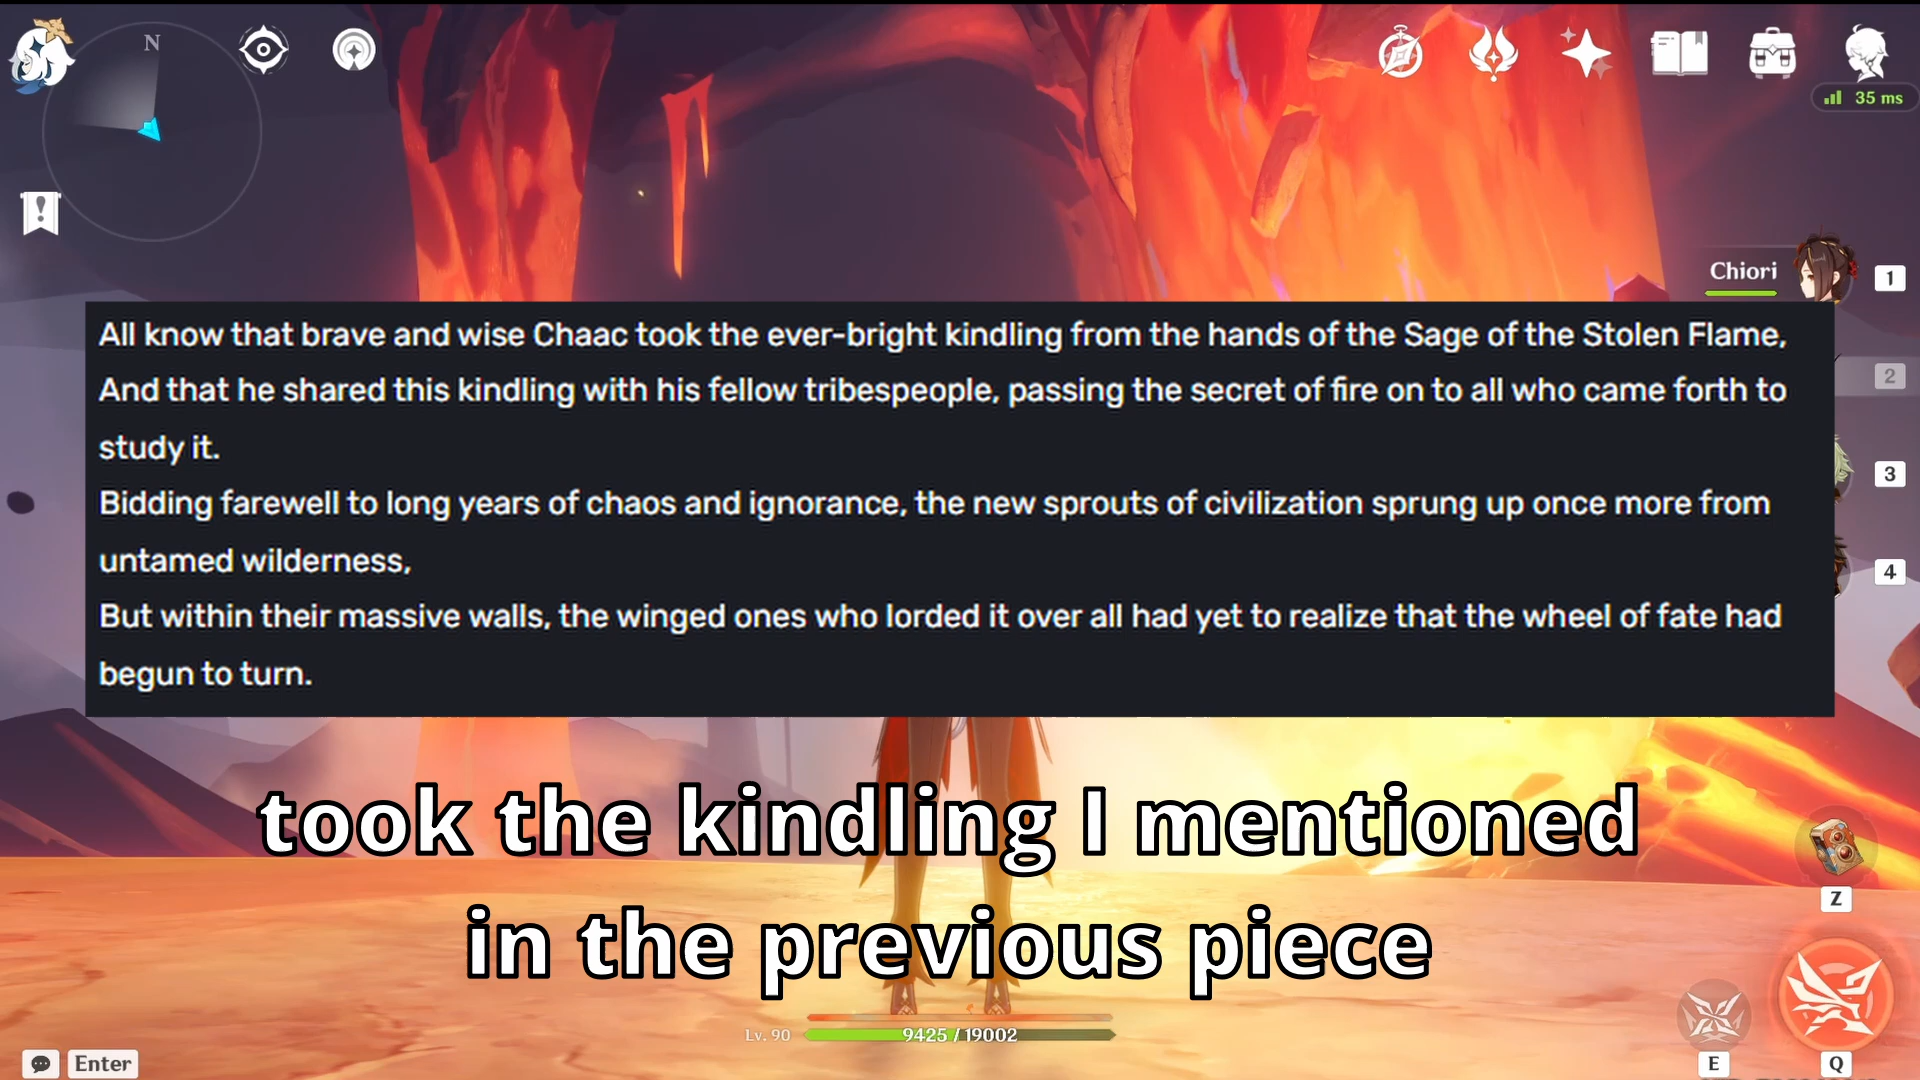 N
35 ms
Chiori
1
All know that brave and wise Chaac took the ever-bright kindling from the hands of the Sage of the Stolen Flame,
And that he shared this kindling with his fellow tribespeople, passing the secret of fire on to all who came forth to
study it.
Bidding farewell to long years of chaos and ignorance, the new sprouts of civilization sprung up once more from
untamed wilderness,
But within their massive walls, the winged ones who lorded it over all had yet to realize that the wheel of fate had
begun to turn.
2
3
4
took the kindling I mentioned
in the previous piece
Z
Lv. 90
9425 / 19002
Enter
E
Q